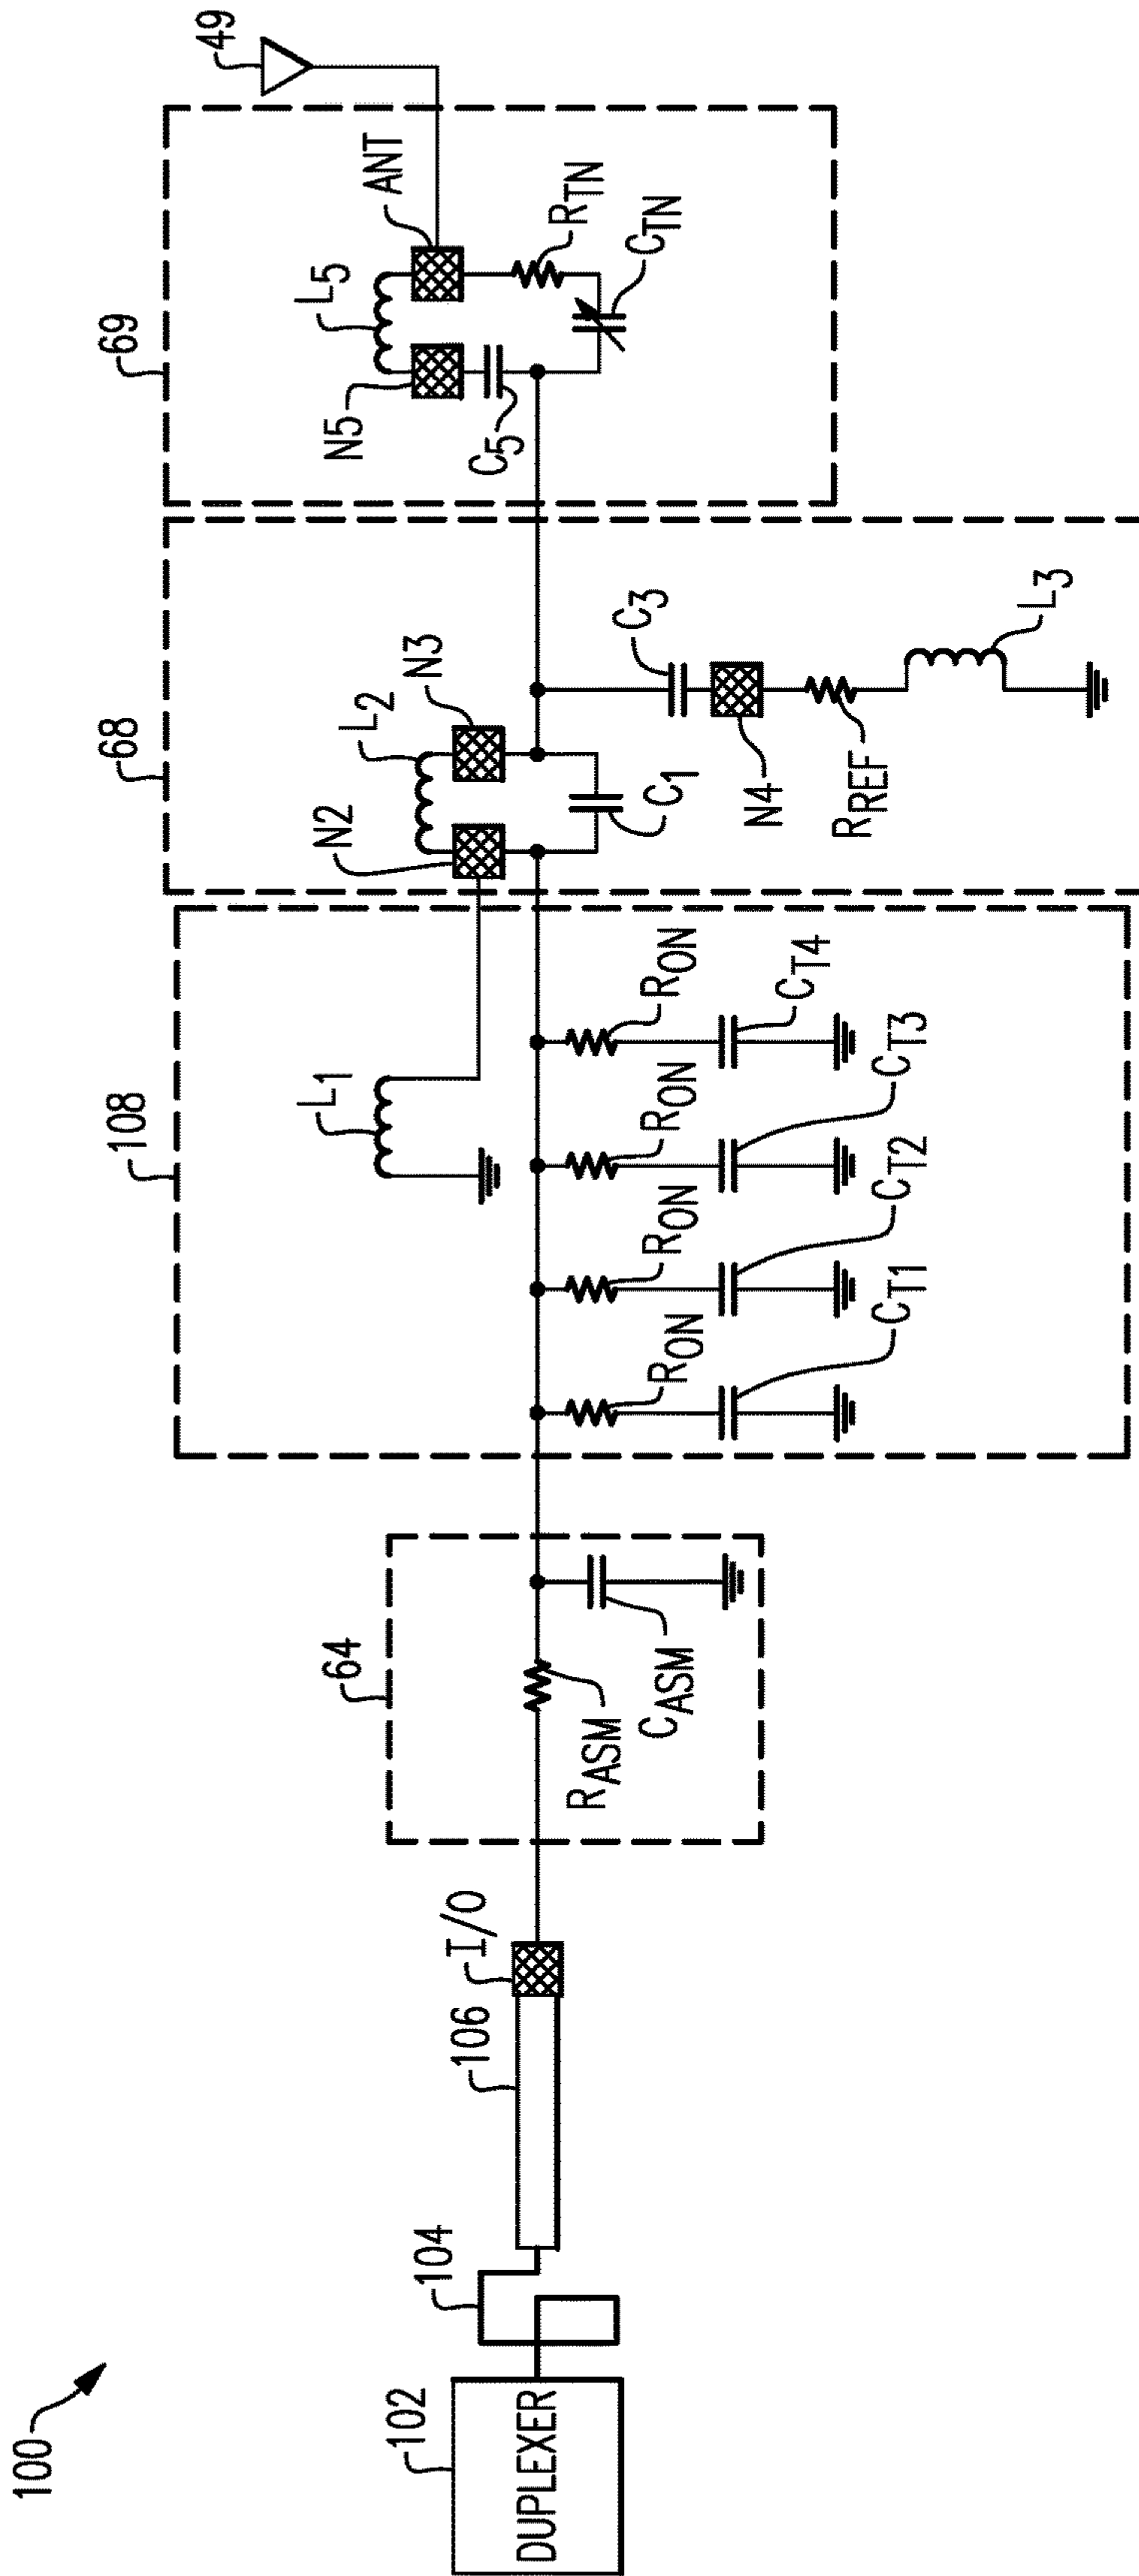 100
102
DUPLEXER
104
106
I/O
64
RASM
CASM
108
L1
RON
RON
RON
RON
CT1
CT2
CT3
CT4
68
N2
L2
N3
C1
C3
N4
RREF
L3
69
N5
L5
C5
ANT
RTN
CTN
49